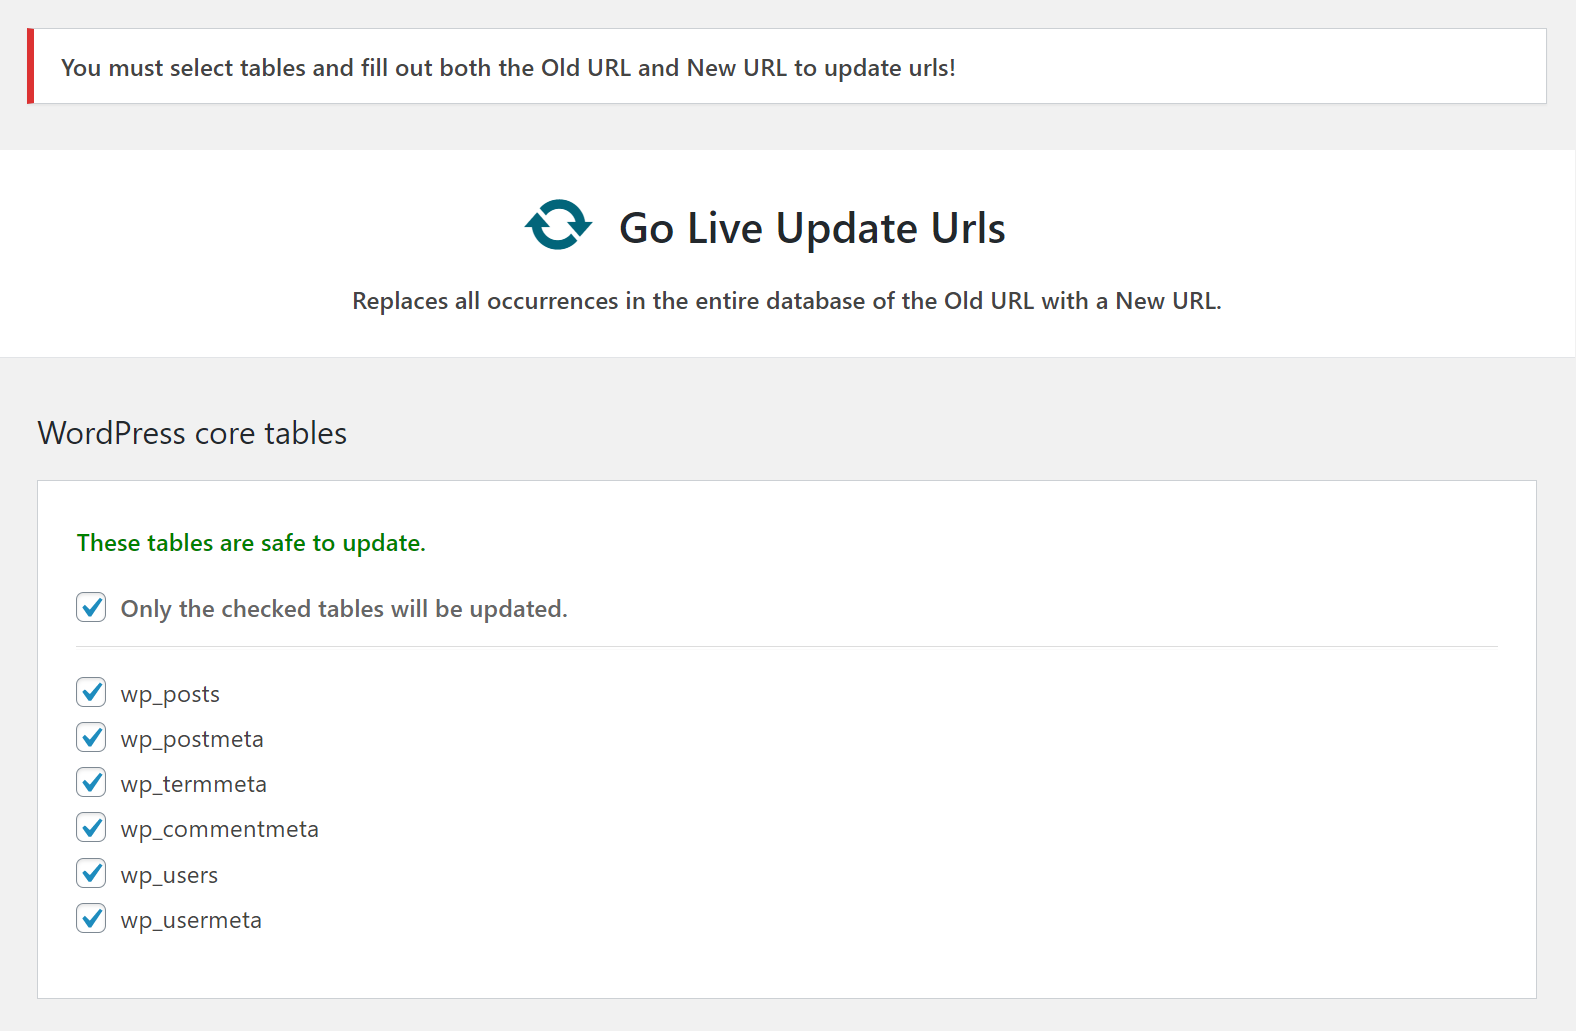 You must select tables and fill out both the Old URL and New URL to update urls!
Go Live Update Urls
Replaces all occurrences in the entire database of the Old URL with a New URL.
WordPress core tables
These tables are safe to update.
Only the checked tables will be updated.
wp_posts
wp_postmeta
wp_termmeta
wp_commentmeta
wp_users
wp_usermeta